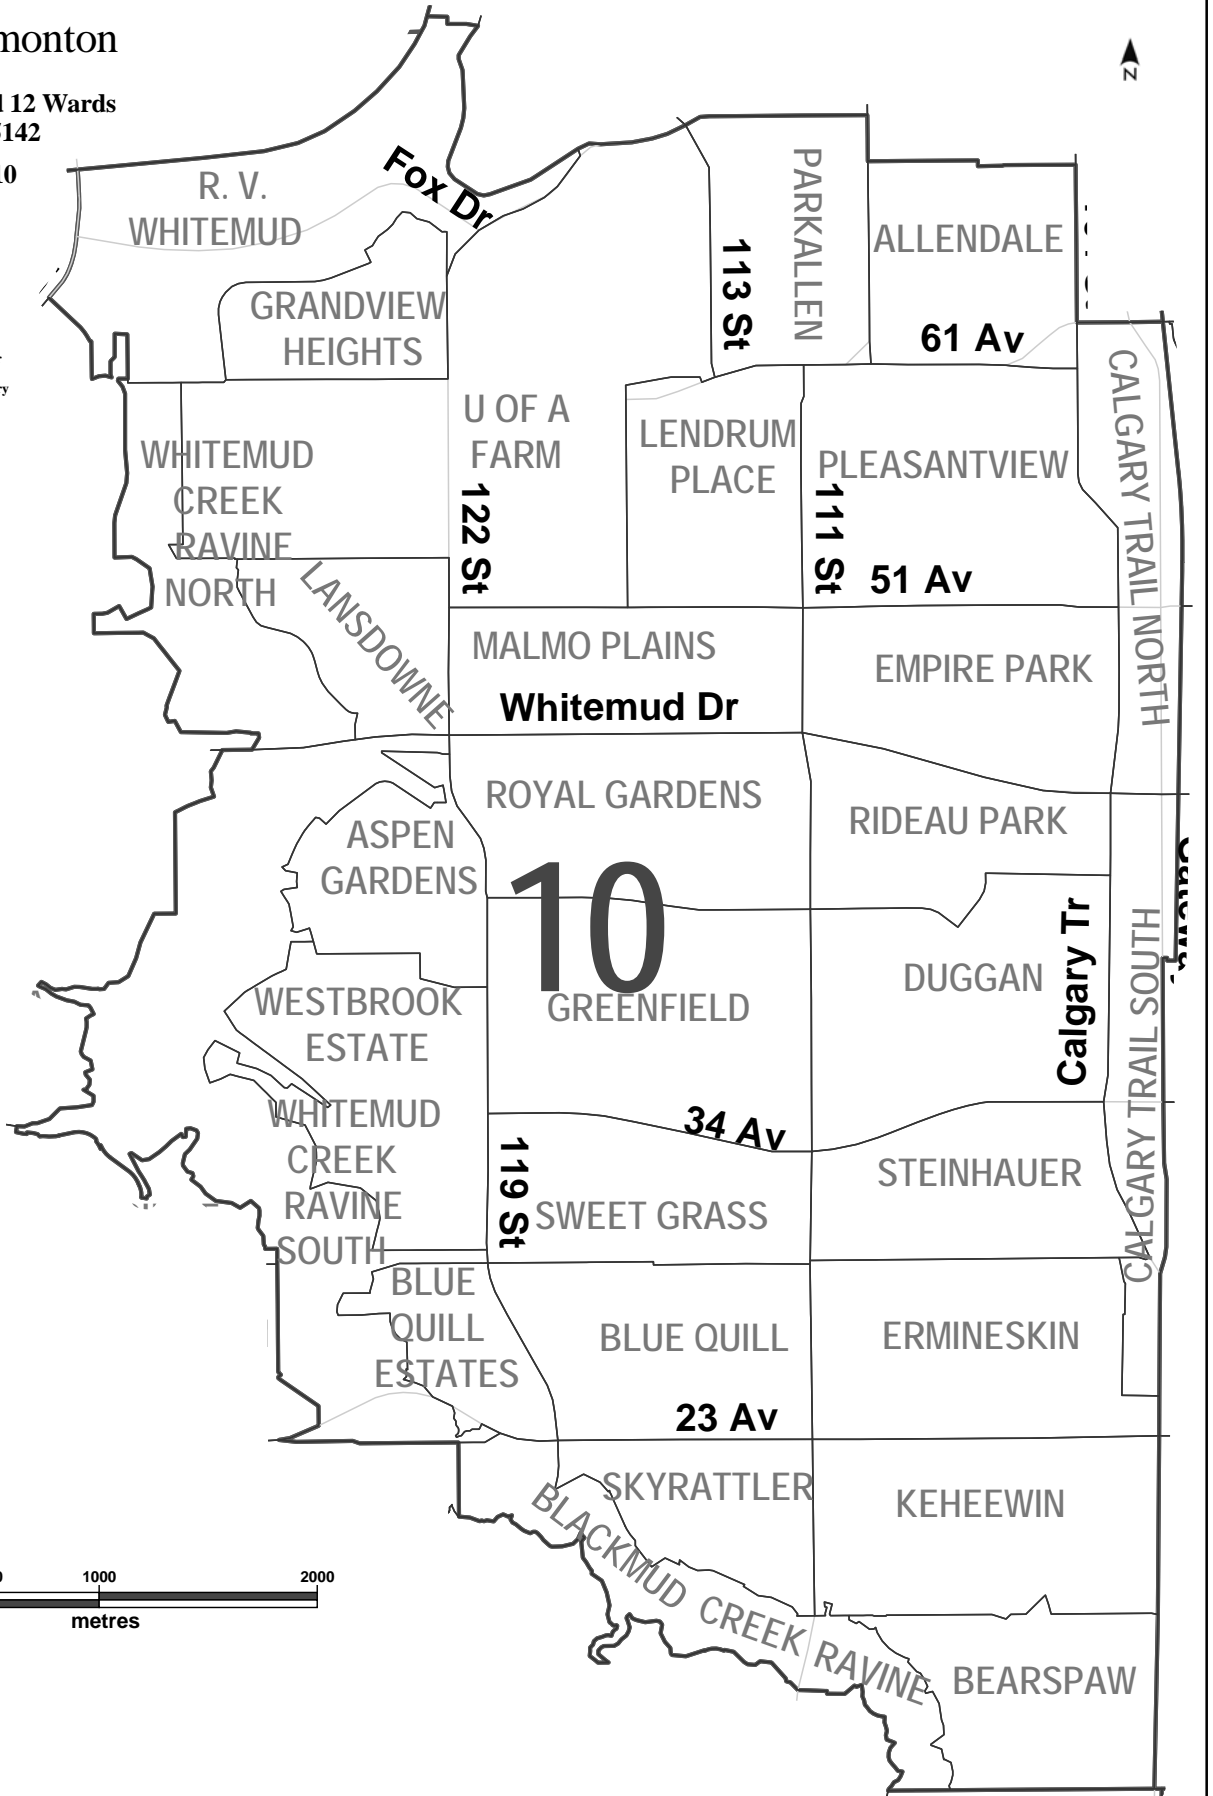 monton
12 Wards
142
10
N
R. V.
WHITEMUD
Fox Dr
GRANDVIEW
HEIGHTS
113 St
PARKALLEN
ALLENDALE
61 Av
U OF A
FARM
LENDRUM
PLACE
PLEASANTVIEW
CALGARY TRAIL NORTH
WHITEMUD
CREEK
RAVINE
NORTH
122 St
111 St
51 Av
LANSDOWNE
MALMO PLAINS
EMPIRE PARK
Whitemud Dr
ROYAL GARDENS
RIDEAU PARK
ASPEN
GARDENS
10
GREENFIELD
DUGGAN
Calgary Tr
CALGARY TRAIL SOUTH
WESTBROOK
ESTATE
WHITEMUD
CREEK
RAVINE
SOUTH
34 Av
119 St
SWEET GRASS
STEINHAUER
BLUE
QUILL
ESTATES
BLUE QUILL
ERMINESKIN
23 Av
SKYRATTLER
KEHEEWIN
BLACKMUD CREEK RAVINE
BEARSPAW
1000
2000
metres